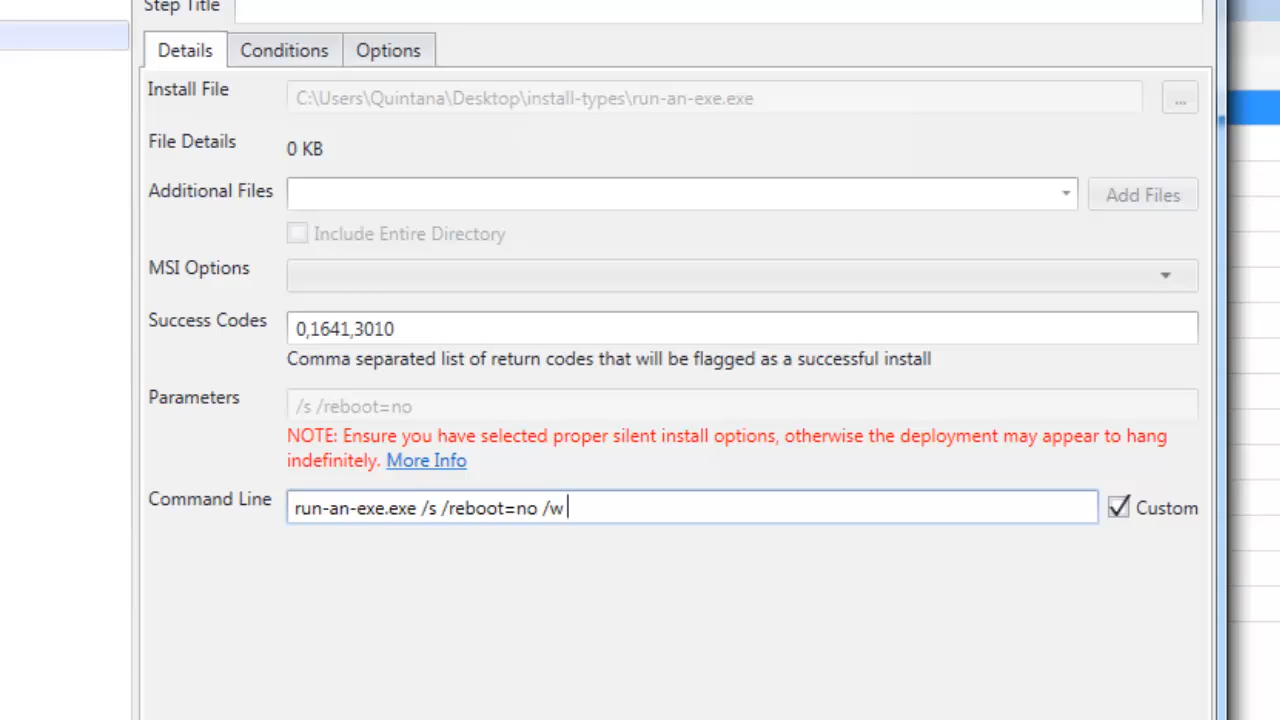 Step Title
Details
Conditions
Options
Install File
C:\Users\Quintana\Desktop\install-types\run-an-exe.exe
...
File Details
0 KB
Additional Files
Add Files
Include Entire Directory
MSI Options
Success Codes
0,1641,3010
Comma separated list of return codes that will be flagged as a successful install
Parameters
/s /reboot=no
NOTE: Ensure you have selected proper silent install options, otherwise the deployment may appear to hang
indefinitely. More Info
Command Line
run-an-exe.exe /s /reboot=no /w
Custom